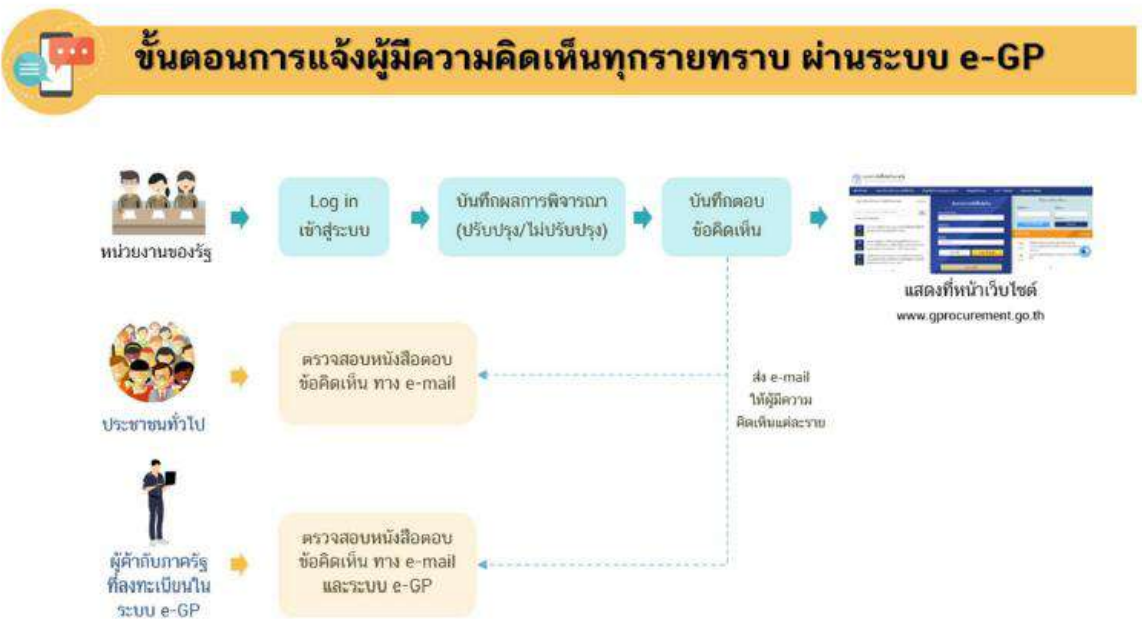 ขั้นตอนการแจ้งผู้มีความคิดเห็นทุกรายทราบ ผ่านระบบ e-GP
หน่วยงานของรัฐ
Log in
เข้าสู่ระบบ
บันทึกผลการพิจารณา
(ปรับปรุง/ไม่ปรับปรุง)
บันทึกตอบ
ข้อคิดเห็น
แสดงที่หน้าเว็บไซต์
www.gprocurement.go.th
ประชาชนทั่วไป
ตรวจสอบหนังสือตอบ
ข้อคิดเห็น ทาง e-mail
ส่ง e-mail
ให้ผู้มีความ
คิดเห็นแต่ละราย
ผู้ค้ากับภาครัฐ
ที่ลงทะเบียนใน
ระบบ e-GP
ตรวจสอบหนังสือตอบ
ข้อคิดเห็น ทาง e-mail
และระบบ e-GP